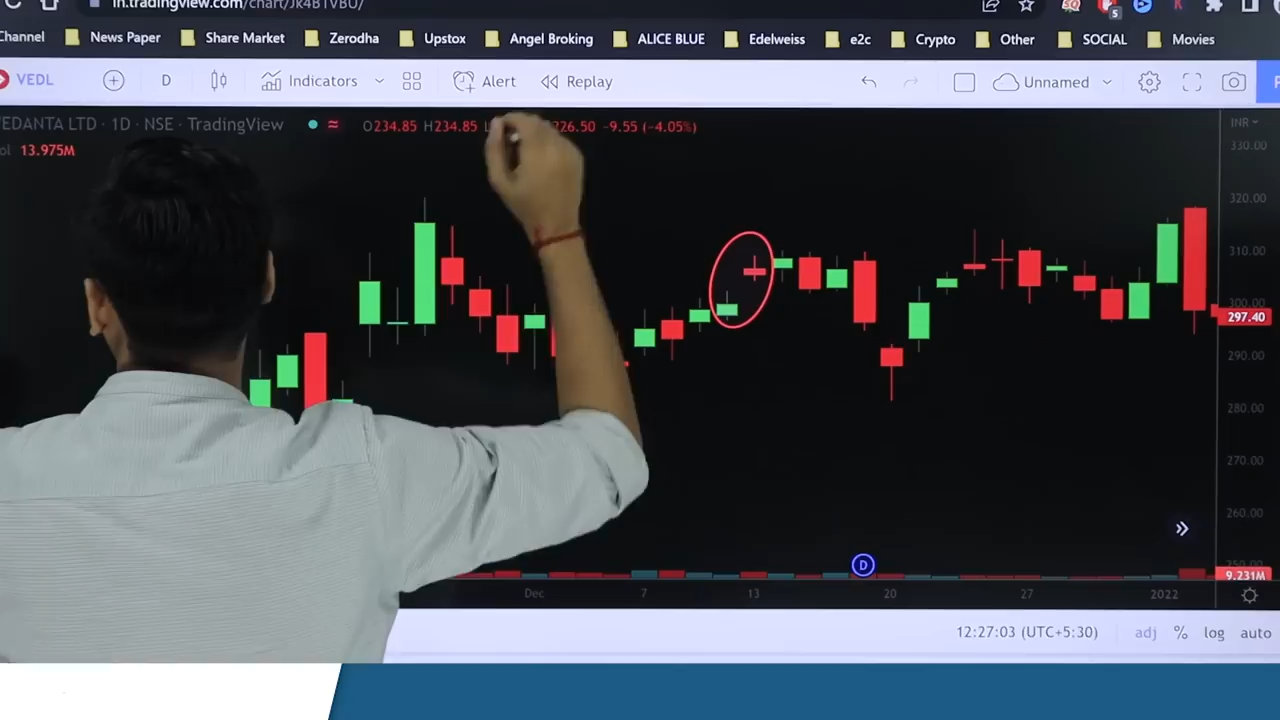 in.tradingview.com/chart/Jk4B1VBU/
Channel News Paper Share Market Zerodha Upstox Angel Broking ALICE BLUE Edelweiss e2c Crypto Other SOCIAL Movies
VEDL D Indicators Alert Replay Unnamed
VEDANTA LTD · 1D · NSE · TradingView O234.85 H234.85 226.50 -9.55 (-4.05%) INR
13.975M
330.00
320.00
310.00
300.00
297.40
290.00
280.00
270.00
260.00
D
9.231M
Dec 7 13 20 27 2022
12:27:03 (UTC+5:30) adj % log auto